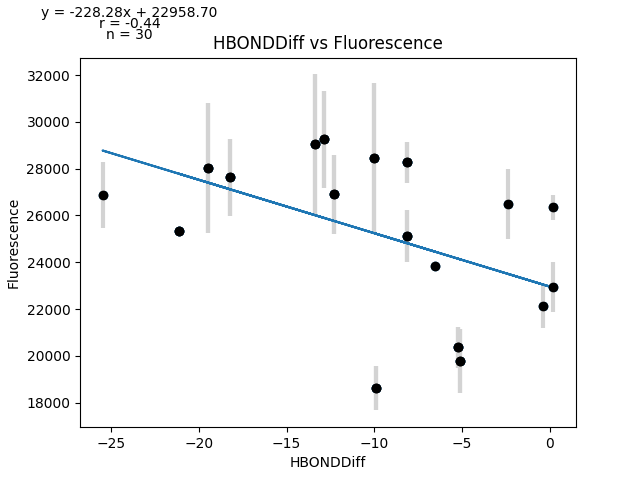 y = -228.28x + 22958.70
r = -0.44
n = 30
HBONDDiff vs Fluorescence
32000
30000
28000
26000
24000
22000
20000
18000
Fluorescence
−25
−20
−15
−10
−5
0
HBONDDiff